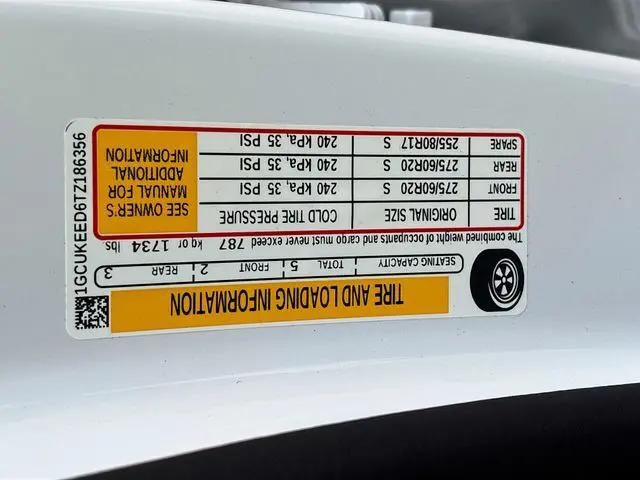 TIRE AND LOADING INFORMATION
SEATING CAPACITY TOTAL 5 FRONT 2 REAR 3
The combined weight of occupants and cargo must never exceed 787 kg or 1734 lbs.
TIRE ORIGINAL SIZE COLD TIRE PRESSURE
FRONT 275/60R20 S 240 kPa, 35 PSI
REAR 275/60R20 S 240 kPa, 35 PSI
SPARE 255/80R17 S 240 kPa, 35 PSI
SEE OWNER'S
MANUAL FOR
ADDITIONAL
INFORMATION
1GCUKEED6TZ186356